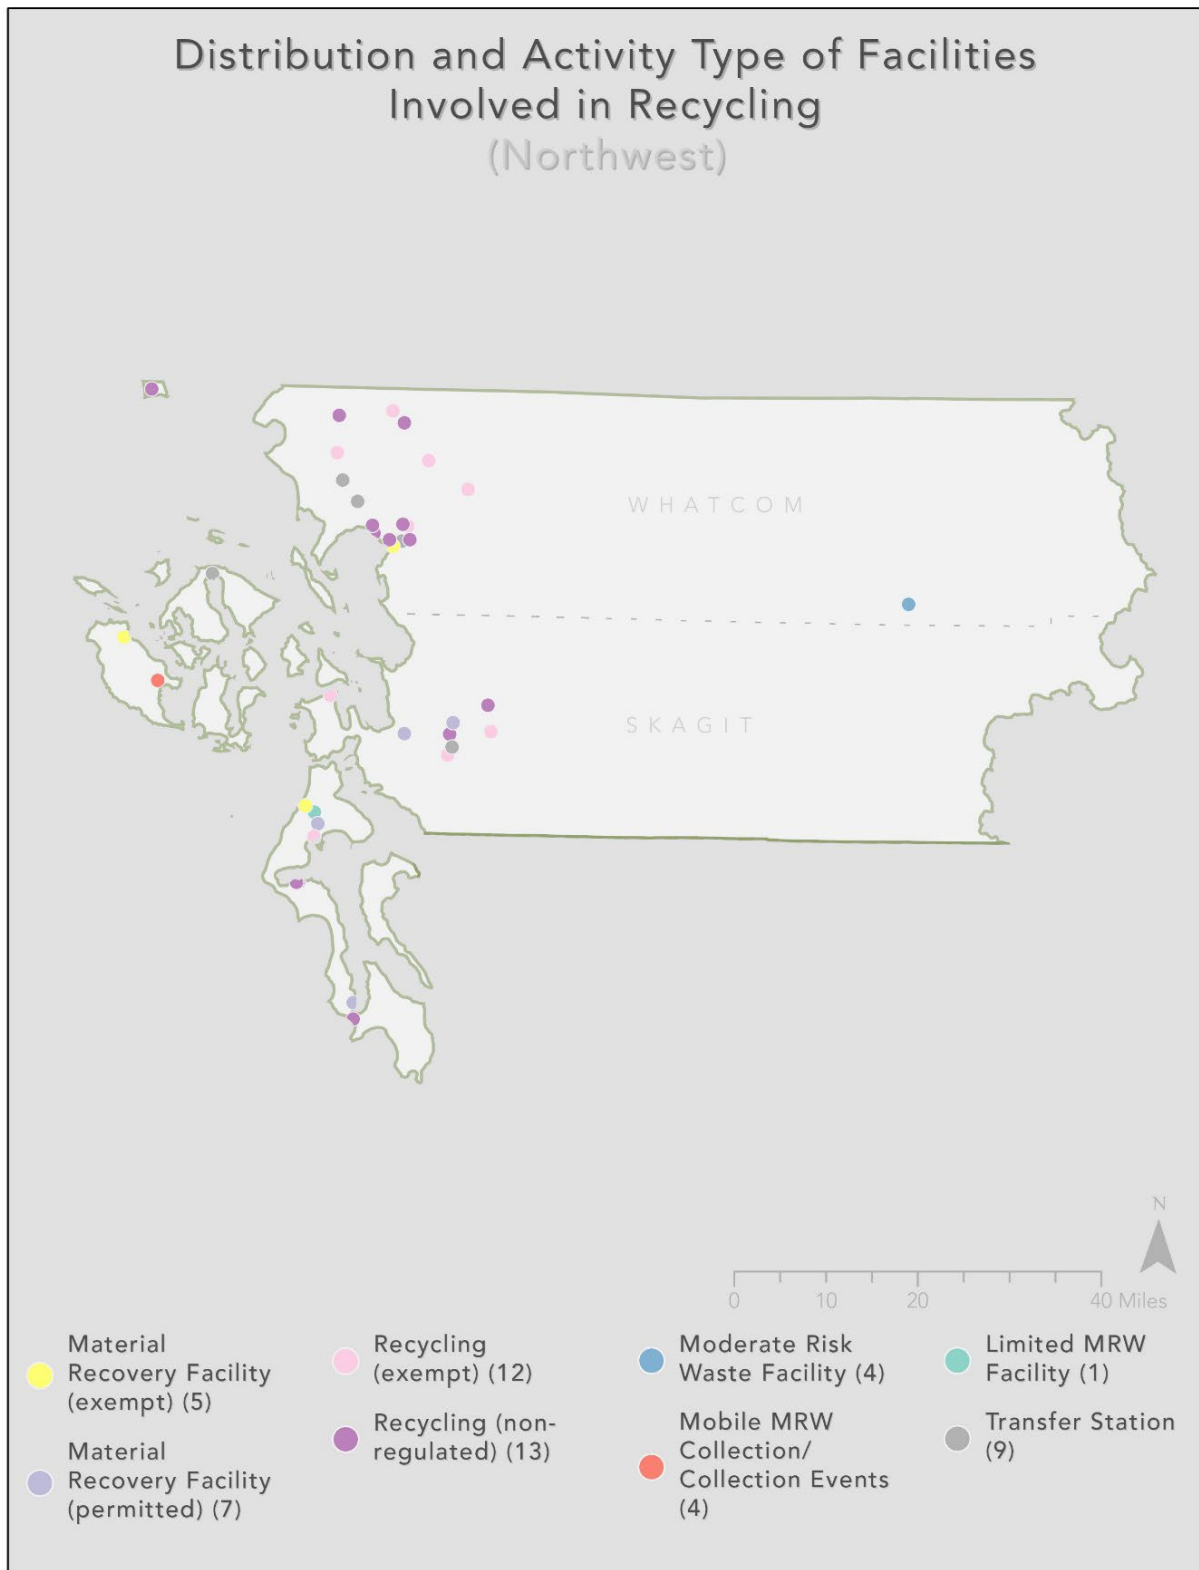 Distribution and Activity Type of Facilities
Involved in Recycling
(Northwest)
WHATCOM
SKAGIT
N
0 10 20 40 Miles
Material
Recovery Facility
(exempt) (5)
Material
Recovery Facility
(permitted) (7)
Recycling
(exempt) (12)
Recycling (non-
regulated) (13)
Moderate Risk
Waste Facility (4)
Mobile MRW
Collection/
Collection Events
(4)
Limited MRW
Facility (1)
Transfer Station
(9)